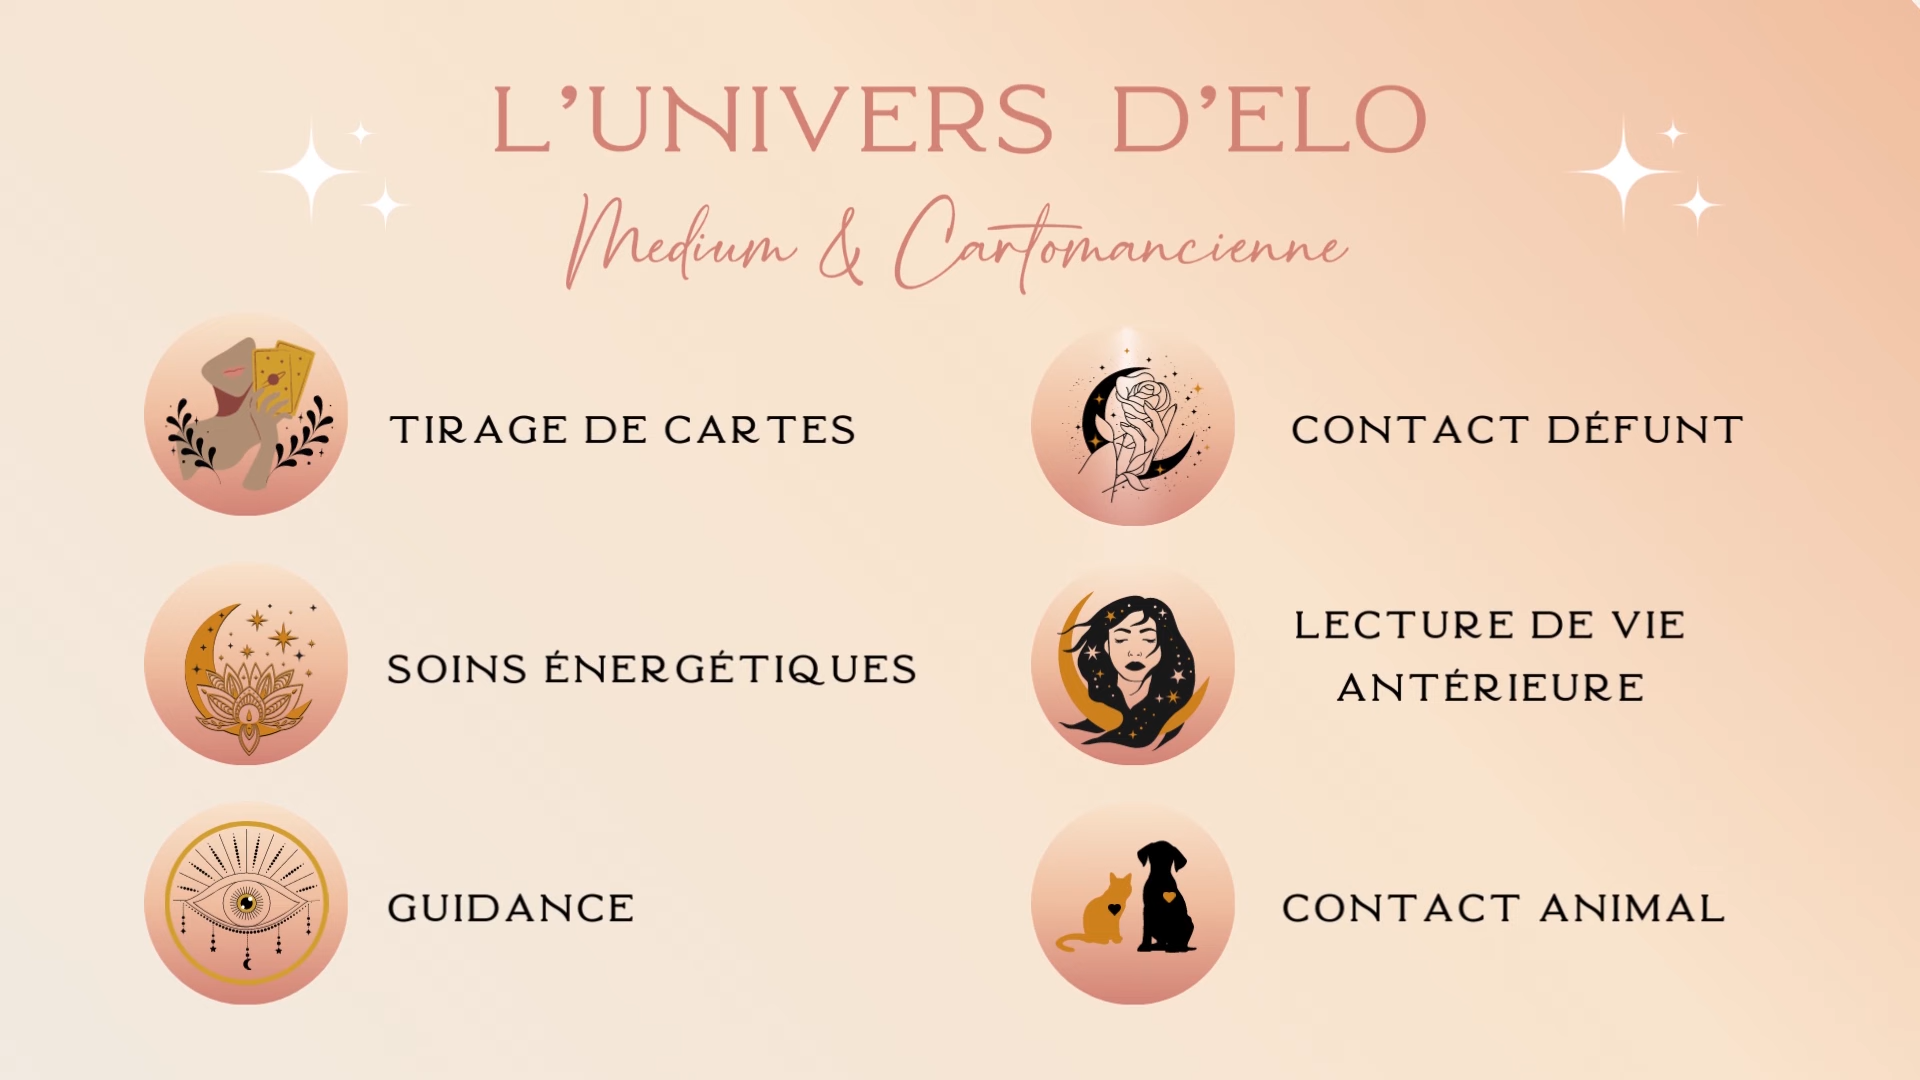 L’UNIVERS D’ELO
Medium & Cartomancienne
TIRAGE DE CARTES
CONTACT DÉFUNT
SOINS ÉNERGÉTIQUES
LECTURE DE VIE
ANTÉRIEURE
GUIDANCE
CONTACT ANIMAL